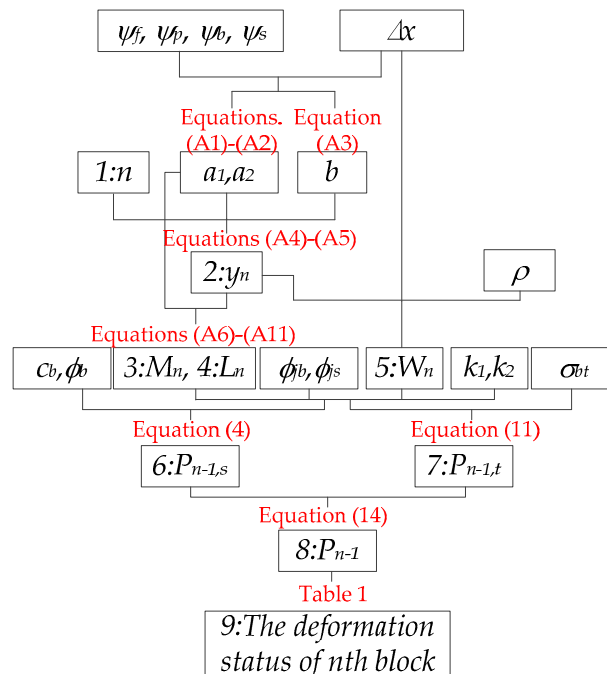 ψf, ψp, ψb, ψs
Δx
Equations. (A1)-(A2)
Equation (A3)
1:n
a1,a2
b
Equations (A4)-(A5)
2:yn
ρ
Equations (A6)-(A11)
cb,ϕb
3:Mn, 4:Ln
ϕjb,ϕjs
5:Wn
k1,k2
σbt
Equation (4)
Equation (11)
6:Pn-1,s
7:Pn-1,t
Equation (14)
8:Pn-1
Table 1
9:The deformation
status of nth block